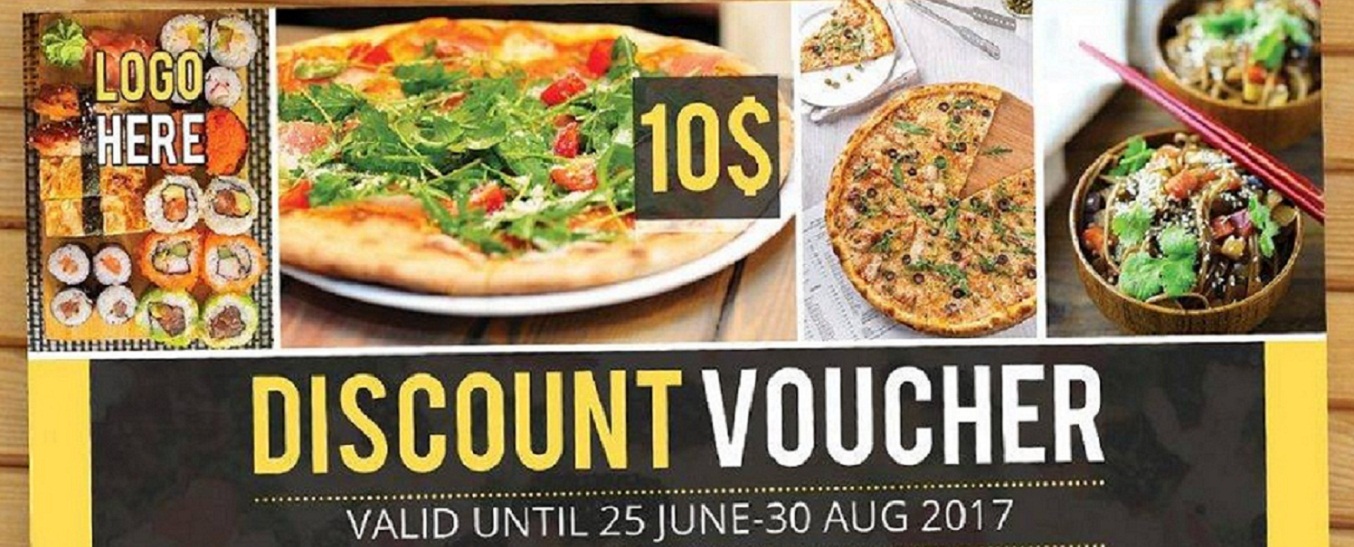 LOGO
HERE
10$
DISCOUNT VOUCHER
VALID UNTIL 25 JUNE-30 AUG 2017